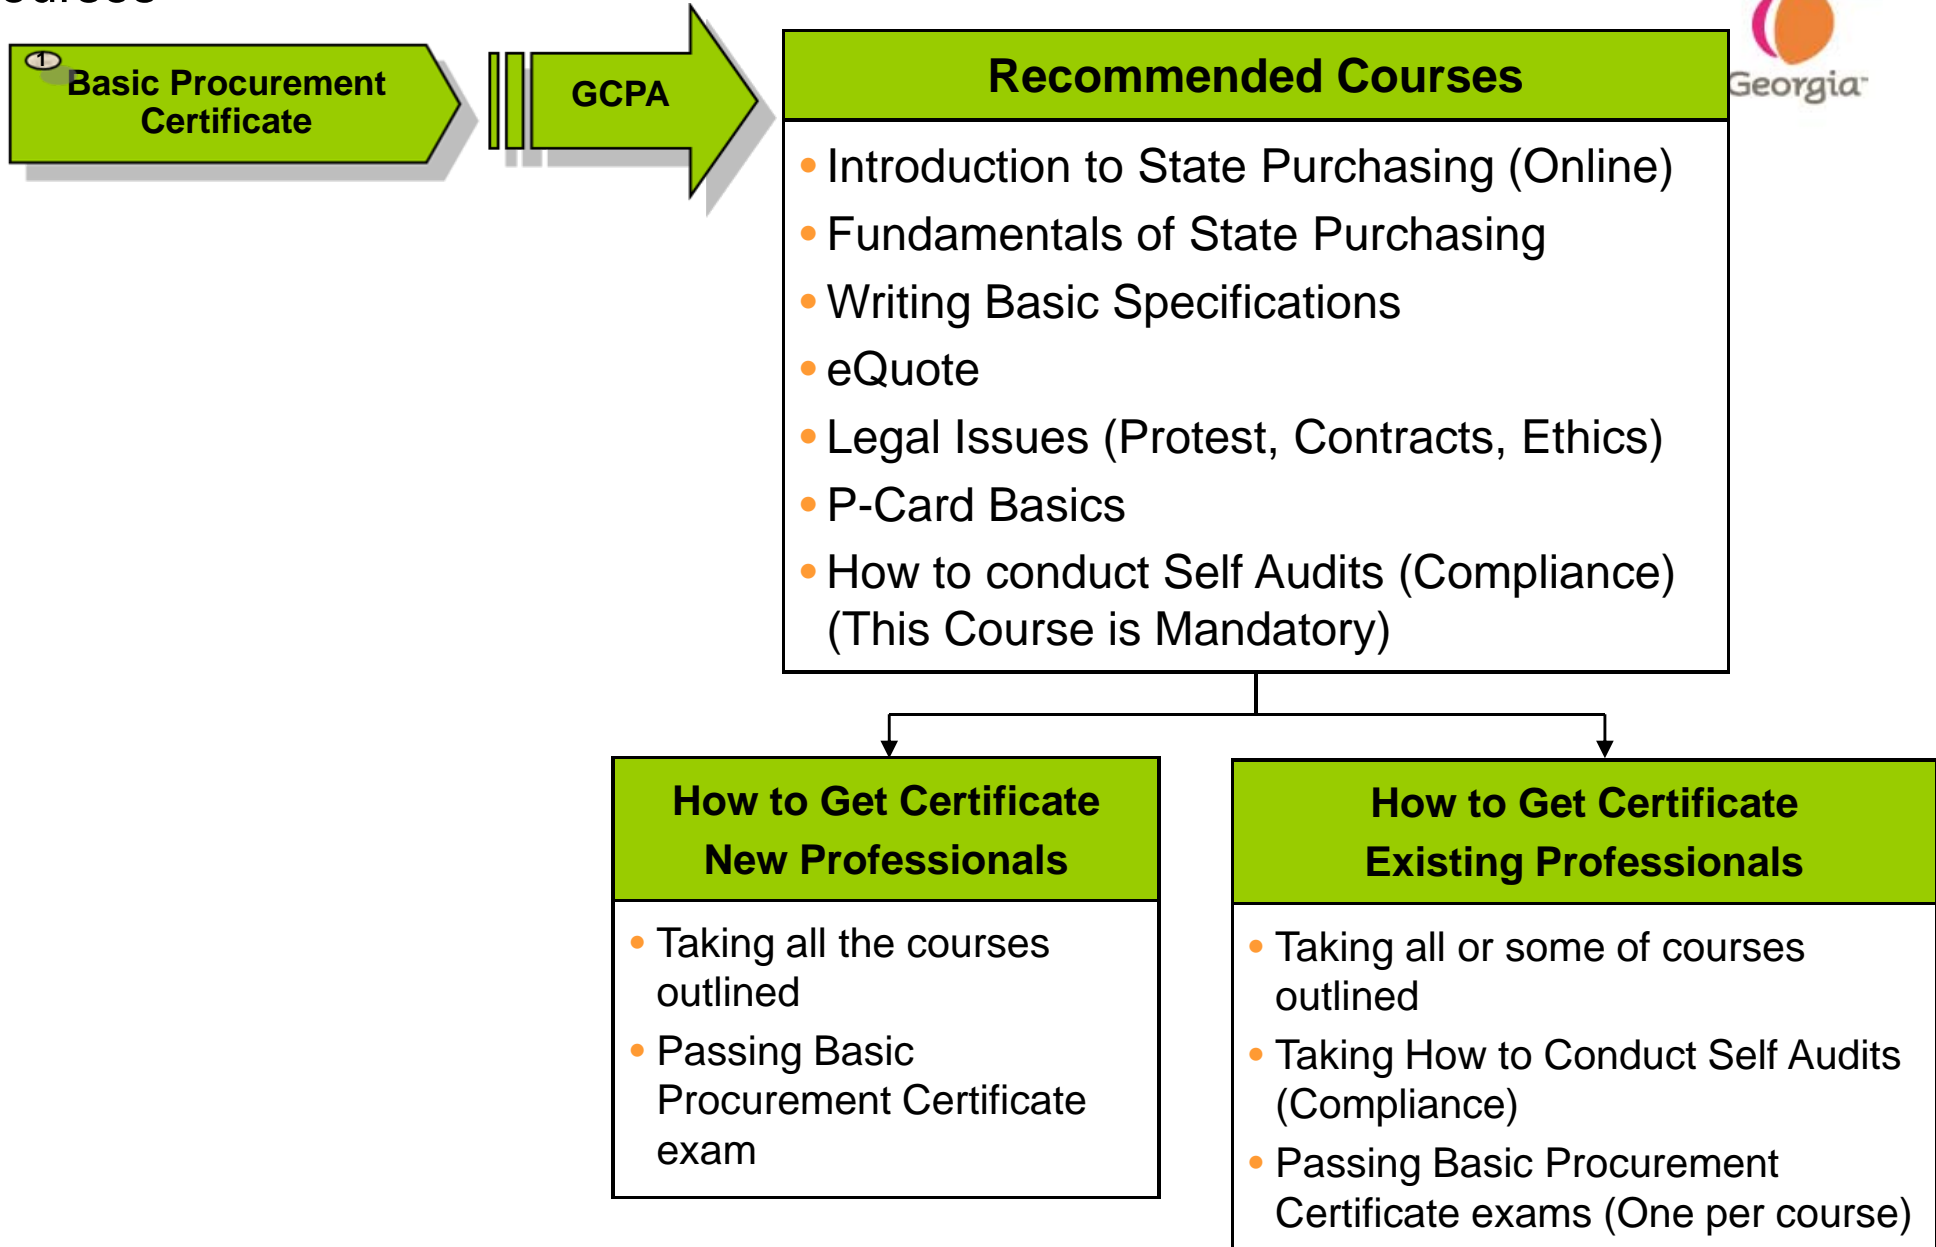 ourses
1
Basic Procurement
Certificate
GCPA
Recommended Courses
Georgia
• Introduction to State Purchasing (Online)
• Fundamentals of State Purchasing
• Writing Basic Specifications
• eQuote
• Legal Issues (Protest, Contracts, Ethics)
• P-Card Basics
• How to conduct Self Audits (Compliance)
(This Course is Mandatory)
How to Get Certificate
New Professionals
• Taking all the courses
outlined
• Passing Basic
Procurement Certificate
exam
How to Get Certificate
Existing Professionals
• Taking all or some of courses
outlined
• Taking How to Conduct Self Audits
(Compliance)
• Passing Basic Procurement
Certificate exams (One per course)